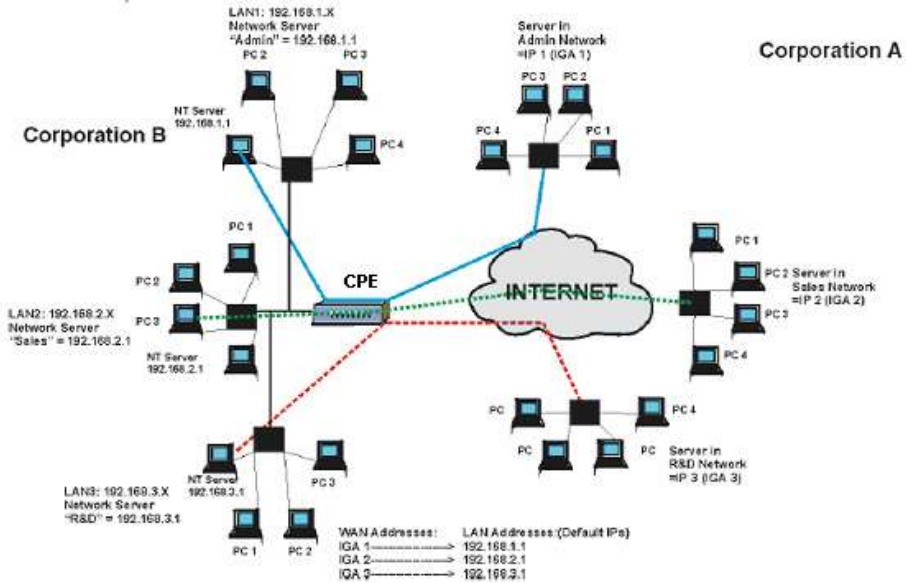 LAN1: 192.168.1.X
Network Server
"Admin" = 192.168.1.1
PC 2
PC 3
NT Server
192.168.1.1
PC 4
Corporation B
Server in
Admin Network
=IP 1 (IGA 1)
PC 3
PC 2
PC 4
PC 1
Corporation A
PC 1
PC 2
LAN2: 192.168.2.X
Network Server
"Sales" = 192.168.2.1
PC 3
NT Server
192.168.2.1
CPE
INTERNET
PC 1
PC 2
Server in
Sales Network
=IP 2 (IGA 2)
PC 3
PC 4
LAN3: 192.168.3.X
Network Server
"R&D" = 192.168.3.1
NT Server
192.168.3.1
PC 3
PC 1
PC 2
PC
PC 4
PC
PC
Server in
R&D Network
=IP 3 (IGA 3)
WAN Addresses: LAN Addresses:(Default IPs)
IGA 1 192.168.1.1
IGA 2 192.168.2.1
IGA 3 192.168.3.1